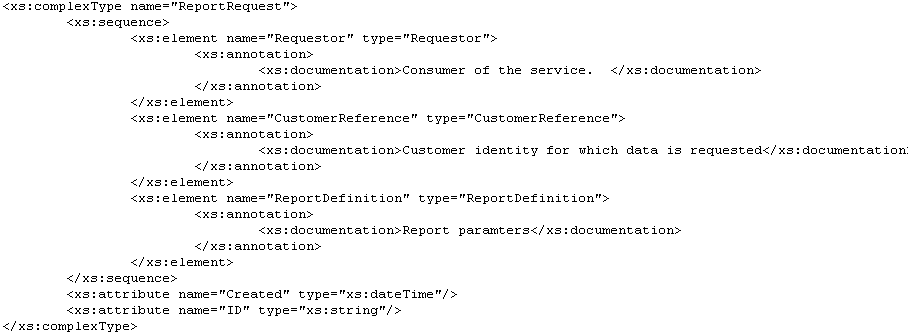 <xs:complexType name="ReportRequest">
<xs:sequence>
<xs:element name="Requestor" type="Requestor">
<xs:annotation>
<xs:documentation>Consumer of the service.  </xs:documentation>
</xs:annotation>
</xs:element>
<xs:element name="CustomerReference" type="CustomerReference">
<xs:annotation>
<xs:documentation>Customer identity for which data is requested</xs:documentation
</xs:annotation>
</xs:element>
<xs:element name="ReportDefinition" type="ReportDefinition">
<xs:annotation>
<xs:documentation>Report paramters</xs:documentation>
</xs:annotation>
</xs:element>
</xs:sequence>
<xs:attribute name="Created" type="xs:dateTime"/>
<xs:attribute name="ID" type="xs:string"/>
</xs:complexType>